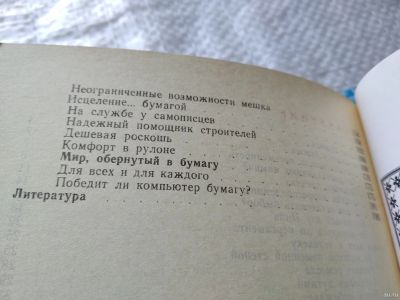 Неограниченные возможности мешка
Исцеление... бумагой
На службе у самописцев
Надежный помощник строителей
Дешевая роскошь
Комфорт в рулоне
Мир, обернутый в бумагу
Для всех и для каждого
Победит ли компьютер бумагу?
Литература